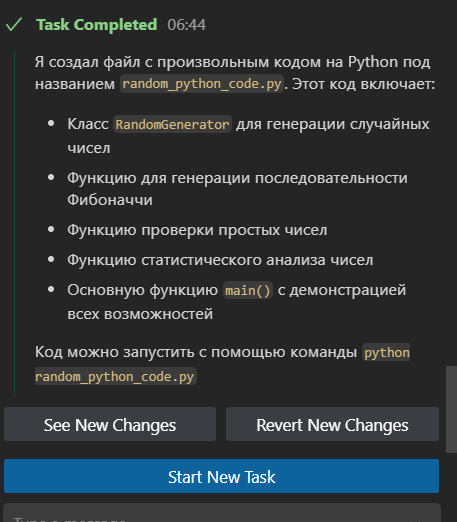 Task Completed 06:44
Я создал файл с произвольным кодом на Python под
названием random_python_code.py. Этот код включает:
• Класс RandomGenerator для генерации случайных
чисел
• Функцию для генерации последовательности
Фибоначчи
• Функцию проверки простых чисел
• Функцию статистического анализа чисел
• Основную функцию main() с демонстрацией
всех возможностей
Код можно запустить с помощью команды python
random_python_code.py
See New Changes Revert New Changes
Start New Task
Type a message